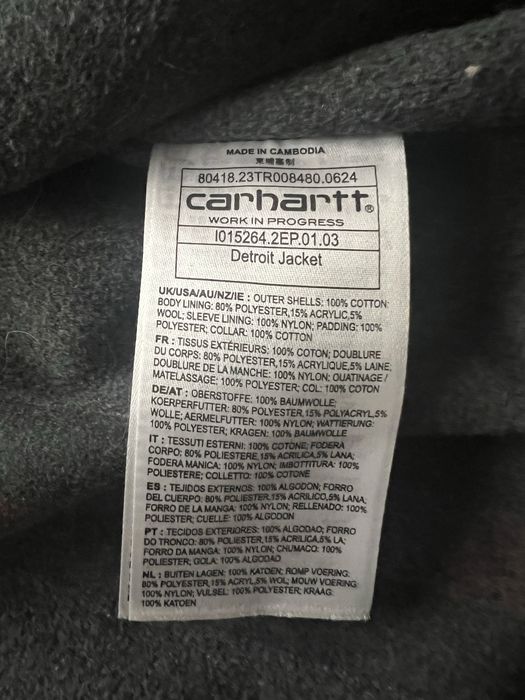 MADE IN CAMBODIA
柬埔寨制
80418.23TR008480.0624
carhartt®
WORK IN PROGRESS
I015264.2EP.01.03
Detroit Jacket
UK/USA/AU/NZ/IE : OUTER SHELLS: 100% COTTON;
BODY LINING: 80% POLYESTER,15% ACRYLIC,5%
WOOL; SLEEVE LINING: 100% NYLON; PADDING: 100%
POLYESTER; COLLAR: 100% COTTON
FR : TISSUS EXTÉRIEURS: 100% COTON; DOUBLURE
DU CORPS: 80% POLYESTER,15% ACRYLIQUE,5% LAINE;
DOUBLURE DE LA MANCHE: 100% NYLON; OUATINAGE /
MATELASSAGE: 100% POLYESTER; COL: 100% COTON
DE/AT : OBERSTOFFE: 100% BAUMWOLLE;
KOERPERFUTTER: 80% POLYESTER,15% POLYACRYL,5%
WOLLE; AERMELFUTTER: 100% NYLON; WATTIERUNG:
100% POLYESTER; KRAGEN: 100% BAUMWOLLE
IT : TESSUTI ESTERNI: 100% COTONE; FODERA
CORPO: 80% POLIESTERE,15% ACRILICA,5% LANA;
FODERA MANICA: 100% NYLON; IMBOTTITURA: 100%
POLIESTERE; COLLETTO: 100% COTONE
ES : TEJIDOS EXTERNOS: 100% ALGODON; FORRO
DEL CUERPO: 80% POLIESTER,15% ACRILICO,5% LANA;
FORRO DE LA MANGA: 100% NYLON; RELLENADO: 100%
POLIESTER; CUELLE: 100% ALGODON
PT : TECIDOS EXTERIORES: 100% ALGODAO; FORRO
DO TRONCO: 80% POLIESTER,15% ACRILICA,5% LA;
FORRO DA MANGA: 100% NYLON; CHUMACO: 100%
POLIESTER; GOLA: 100% ALGODAO
NL : BUITEN LAGEN: 100% KATOEN; ROMP VOERING:
80% POLYESTER,15% ACRYL,5% WOL; MOUW VOERING:
100% NYLON; VULSEL: 100% POLYESTER; KRAAG:
100% KATOEN